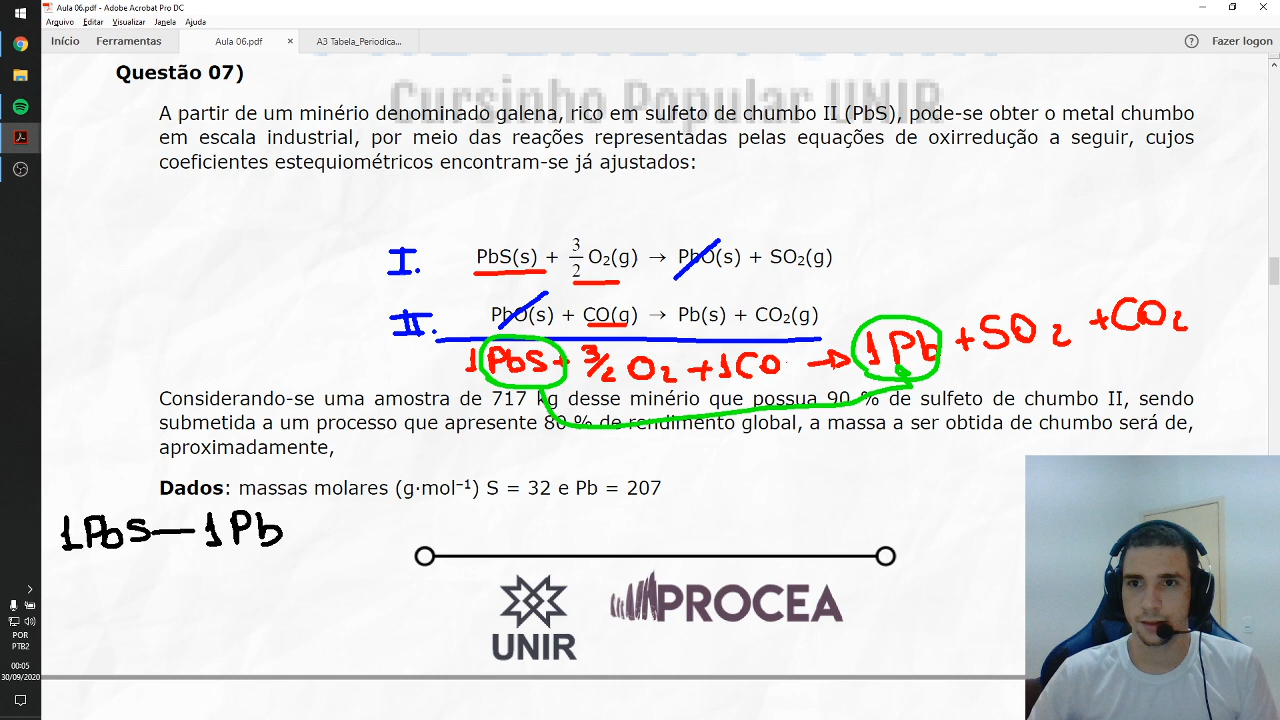 Aula 06.pdf - Adobe Acrobat Pro DC
Arquivo Editar Visualizar Janela Ajuda
Início Ferramentas Aula 06.pdf × A3 Tabela_Periodica... ? Fazer logon
Cursinho Popular UNIR
Questão 07)
A partir de um minério denominado galena, rico em sulfeto de chumbo II (PbS), pode-se obter o metal chumbo
em escala industrial, por meio das reações representadas pelas equações de oxirredução a seguir, cujos
coeficientes estequiométricos encontram-se já ajustados:
I. PbS(s) + 3/2 O₂(g) → PbO(s) + SO₂(g)
II. PbO(s) + CO(g) → Pb(s) + CO₂(g)
1PbS + 3/2 O₂ + 1CO → 1Pb + SO₂ + CO₂
Considerando-se uma amostra de 717 kg desse minério que possua 90 % de sulfeto de chumbo II, sendo
submetida a um processo que apresente 80 % de rendimento global, a massa a ser obtida de chumbo será de,
aproximadamente,
Dados: massas molares (g·mol⁻¹) S = 32 e Pb = 207
1PbS — 1Pb
UNIR
PROCEA
POR
PTB2
00:05
30/09/2020